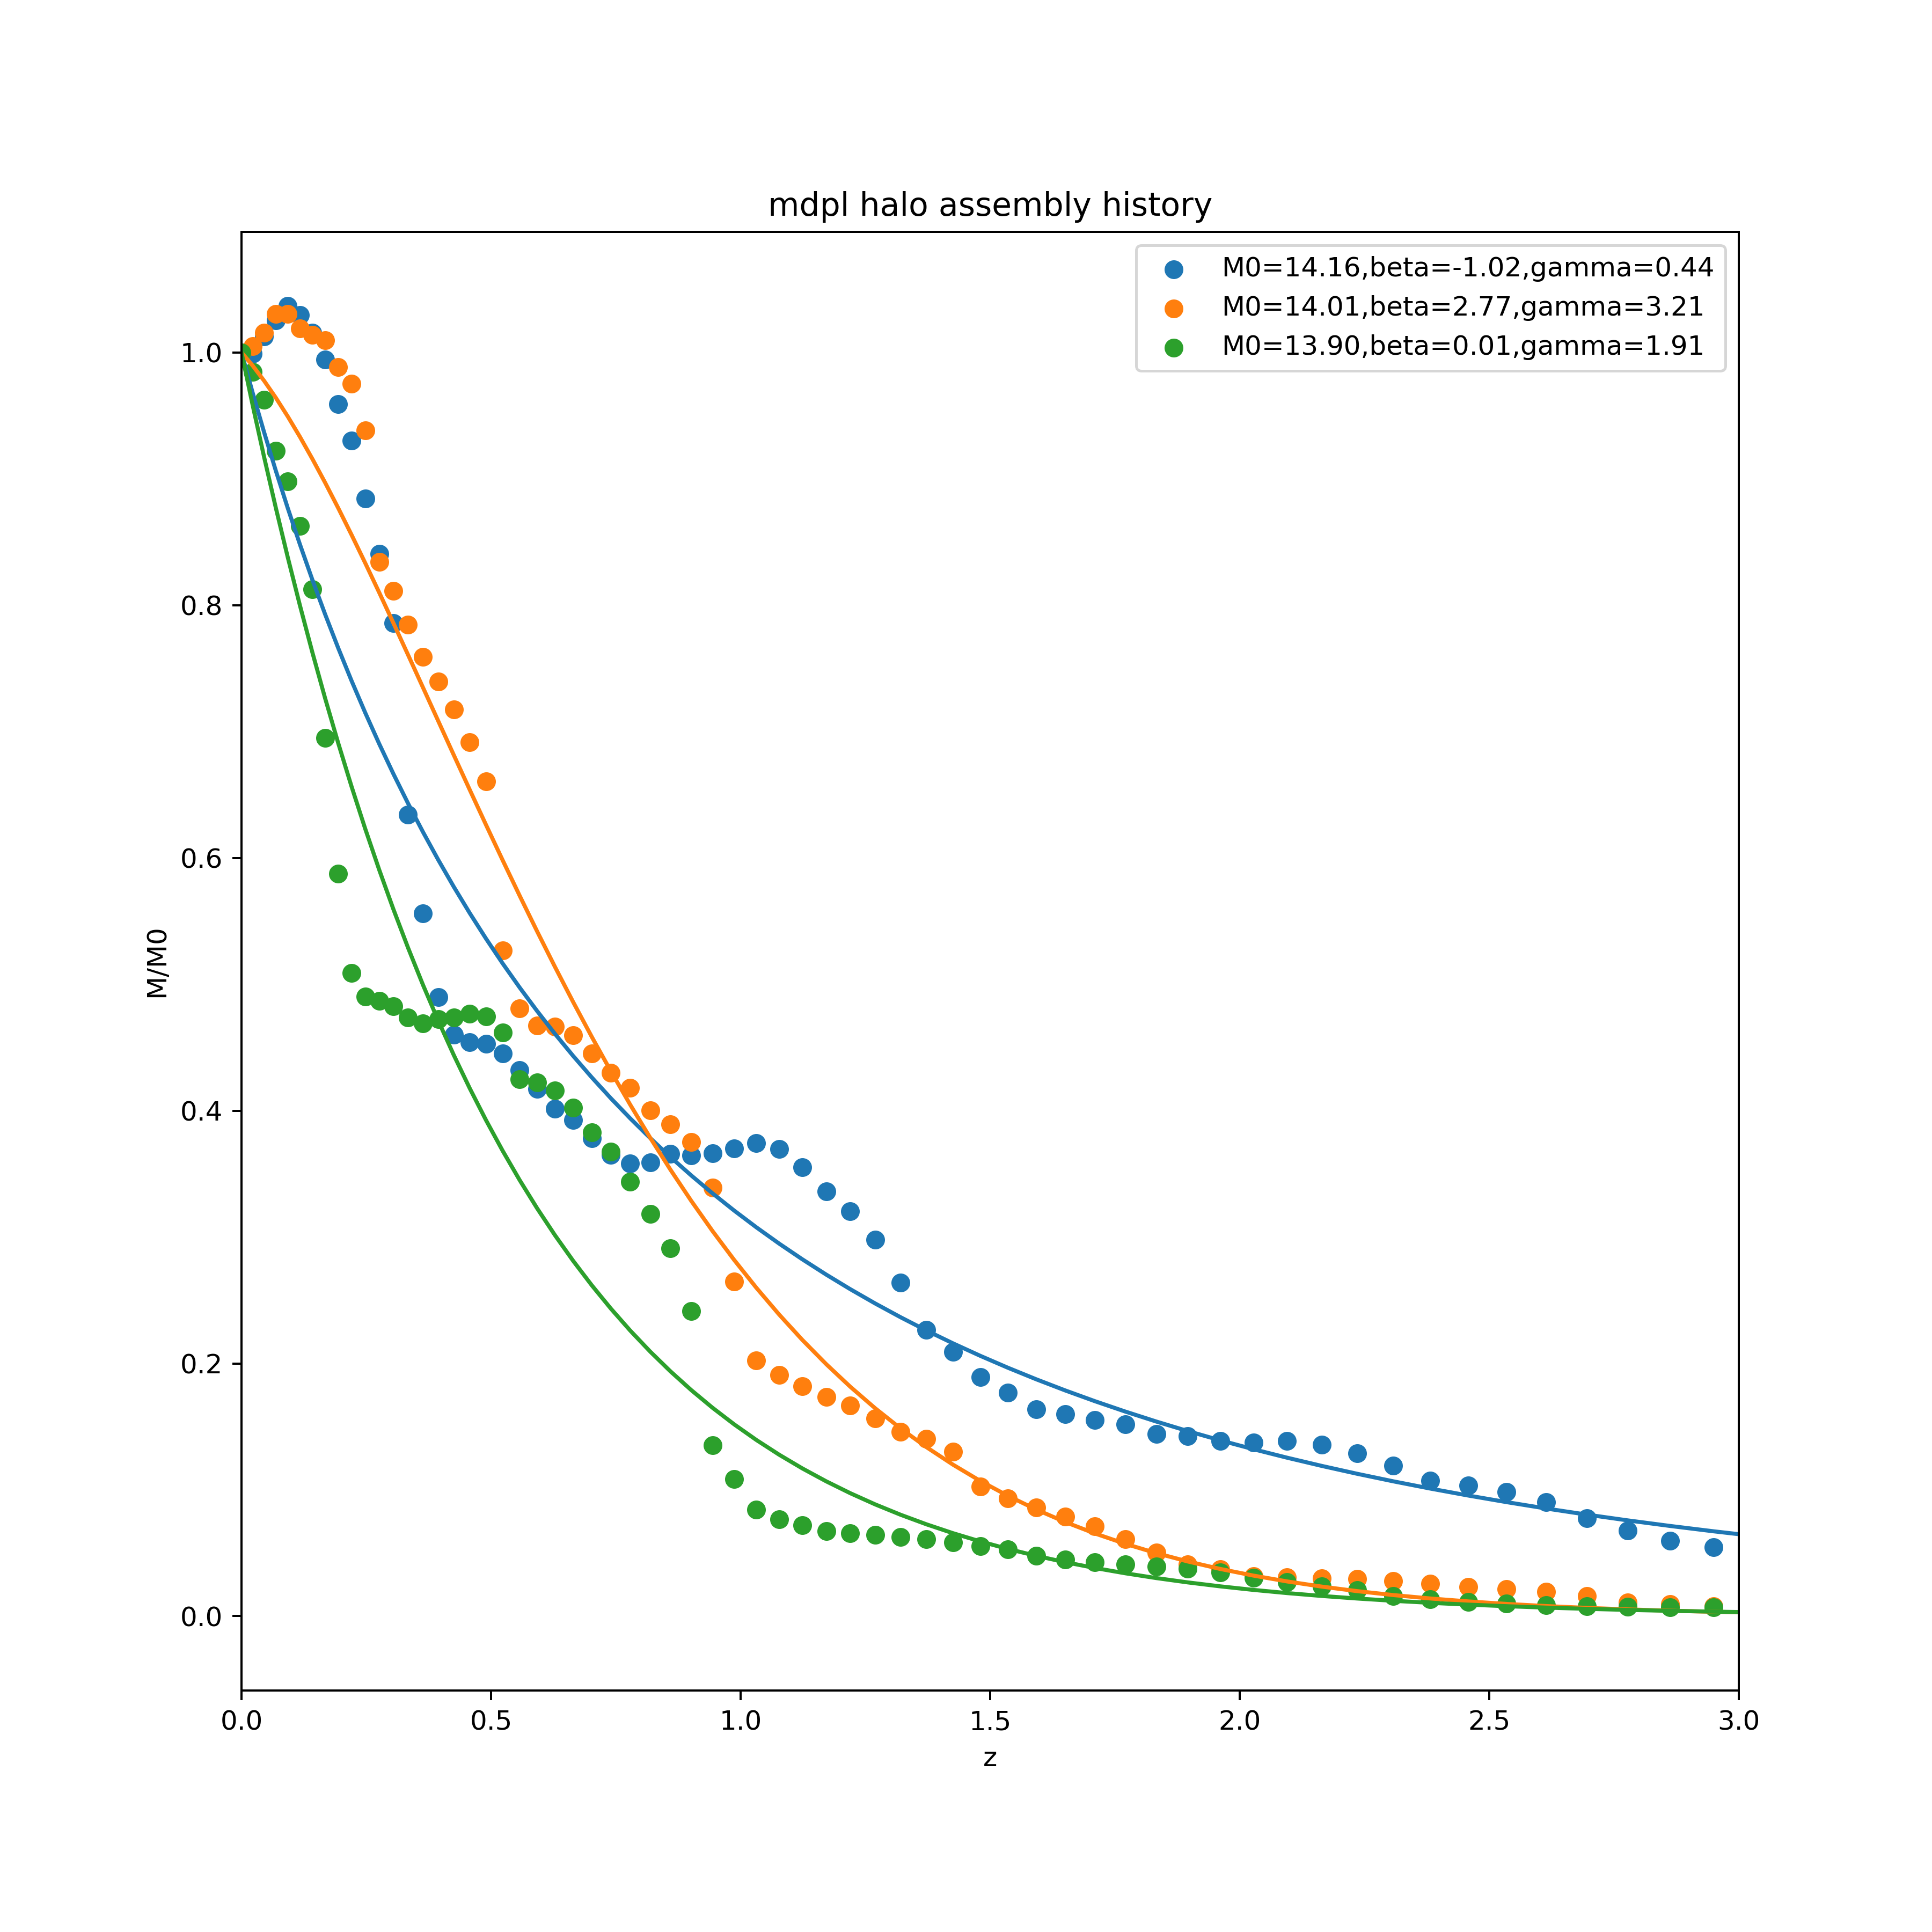 mdpl halo assembly history
M0=14.16,beta=-1.02,gamma=0.44
M0=14.01,beta=2.77,gamma=3.21
M0=13.90,beta=0.01,gamma=1.91
M/M0
1.0
0.8
0.6
0.4
0.2
0.0
0.0 0.5 1.0 1.5 2.0 2.5 3.0
z